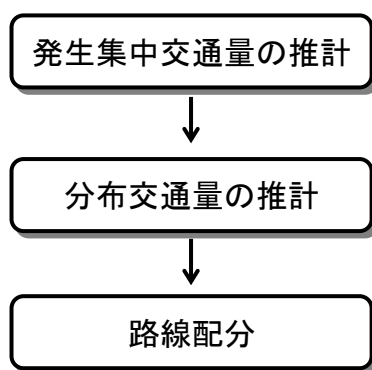 発生集中交通量の推計
分布交通量の推計
路線配分